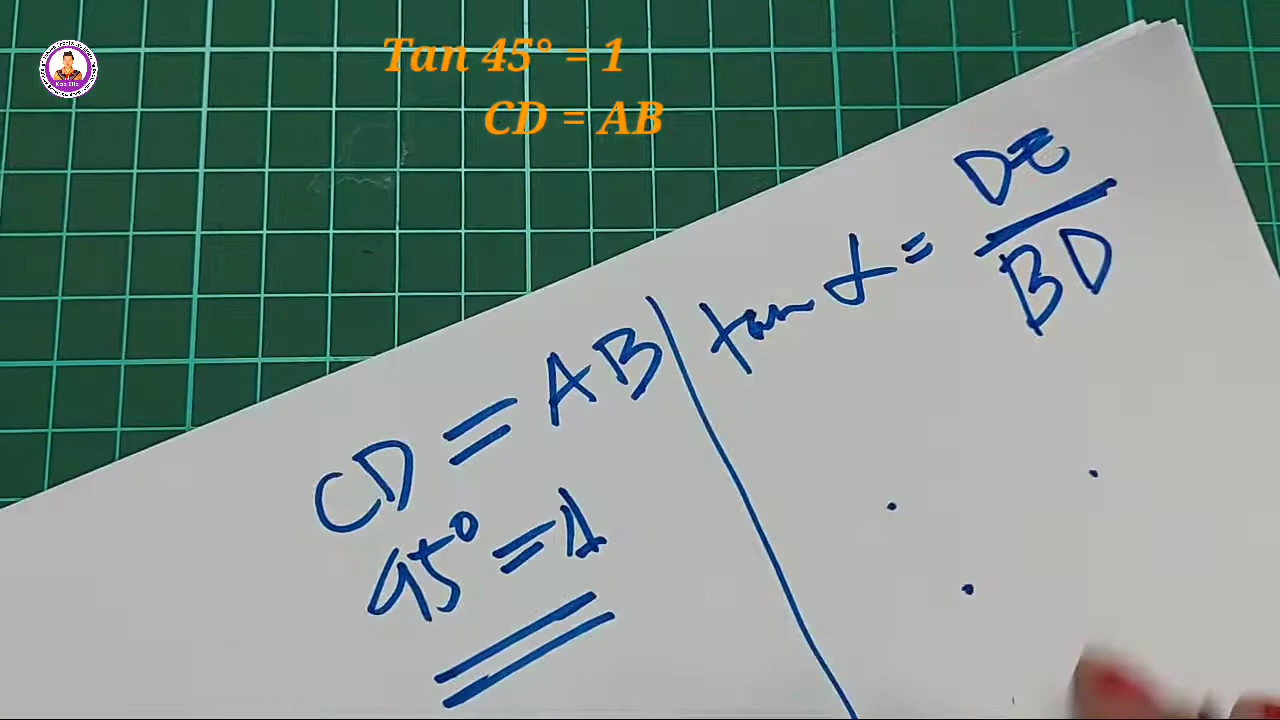 Tan 45° = 1
CD = AB
CD = AB
45° = 1
tan α = DE
BD